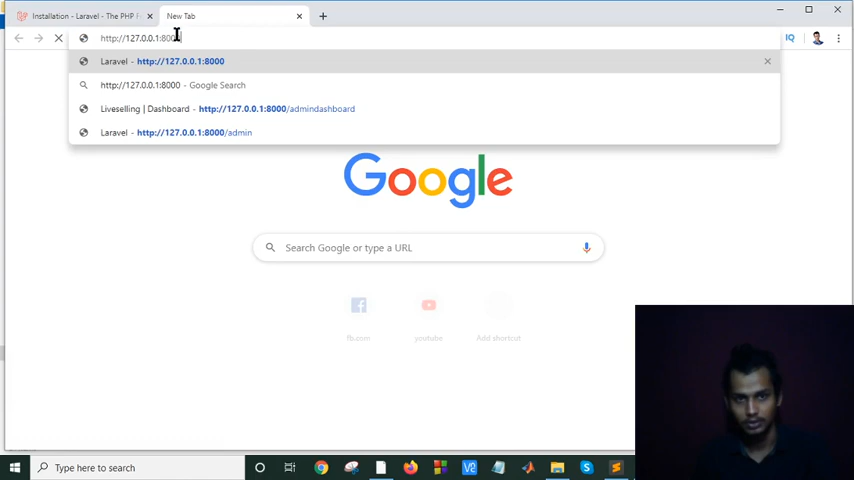 Installation - Laravel - The PHP F
New Tab
http://127.0.0.1:8000
IQ
Laravel - http://127.0.0.1:8000
http://127.0.0.1:8000 - Google Search
Liveselling | Dashboard - http://127.0.0.1:8000/admindashboard
Laravel - http://127.0.0.1:8000/admin
Google
Search Google or type a URL
youtube
Add shortcut
Type here to search